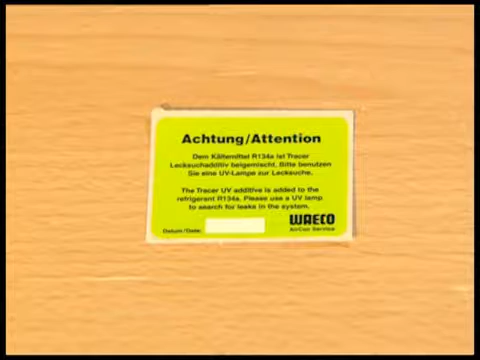 Achtung/Attention
Dem Kältemittel R134a ist Tracer
Lecksuchadditiv beigemischt. Bitte benutzen
Sie eine UV-Lampe zur Lecksuche.
The Tracer UV additive is added to the
refrigerant R134a. Please use a UV lamp
to search for leaks in the system.
WAECO
AirCon Service
Datum/Date: